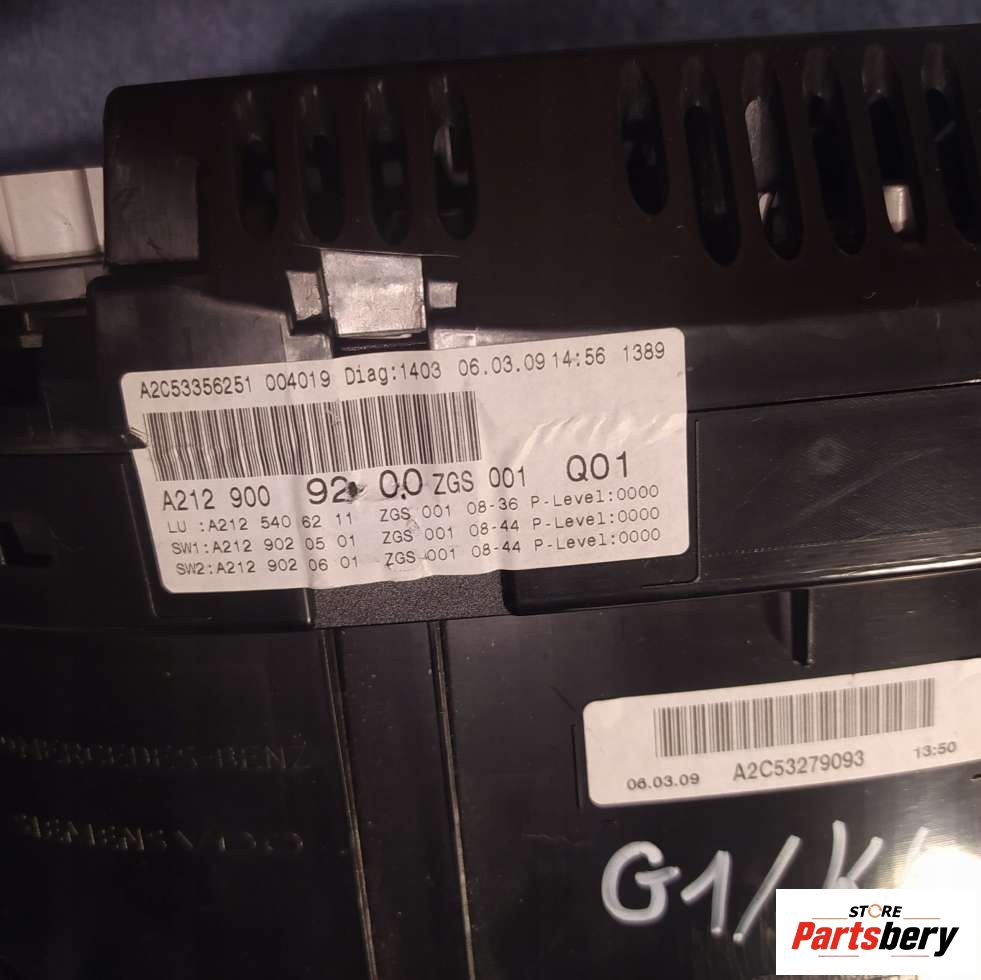 A2C53356251 004019 Diag:1403 06.03.09 14:56 1389
A212 900 92 00 ZGS 001 Q01
LU :A212 540 62 11 ZGS 001 08-36 P-Level:0000
SW1:A212 902 05 01 ZGS 001 08-44 P-Level:0000
SW2:A212 902 06 01 ZGS 001 08-44 P-Level:0000
MERCEDES-BENZ
SIEMENS VDO
06.03.09 A2C53279093 13:50
G1/K
STORE
Partsbery